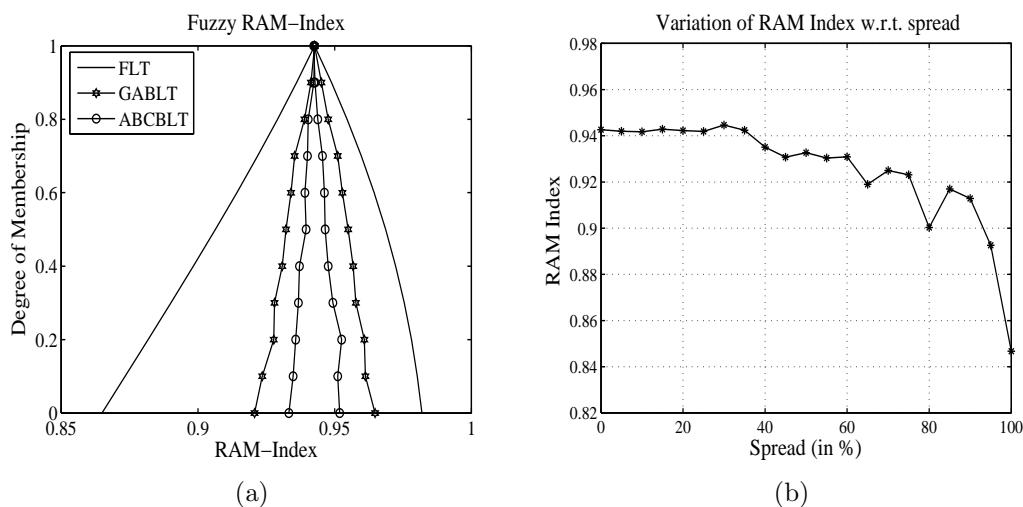 Fuzzy RAM−Index
1
0.8
0.6
0.4
0.2
0
Degree of Membership
FLT
GABLT
ABCBLT
0.85
0.9
0.95
1
RAM−Index
(a)
Variation of RAM Index w.r.t. spread
0.98
0.96
0.94
0.92
0.9
0.88
0.86
0.84
0.82
RAM Index
0
20
40
60
80
100
Spread (in %)
(b)